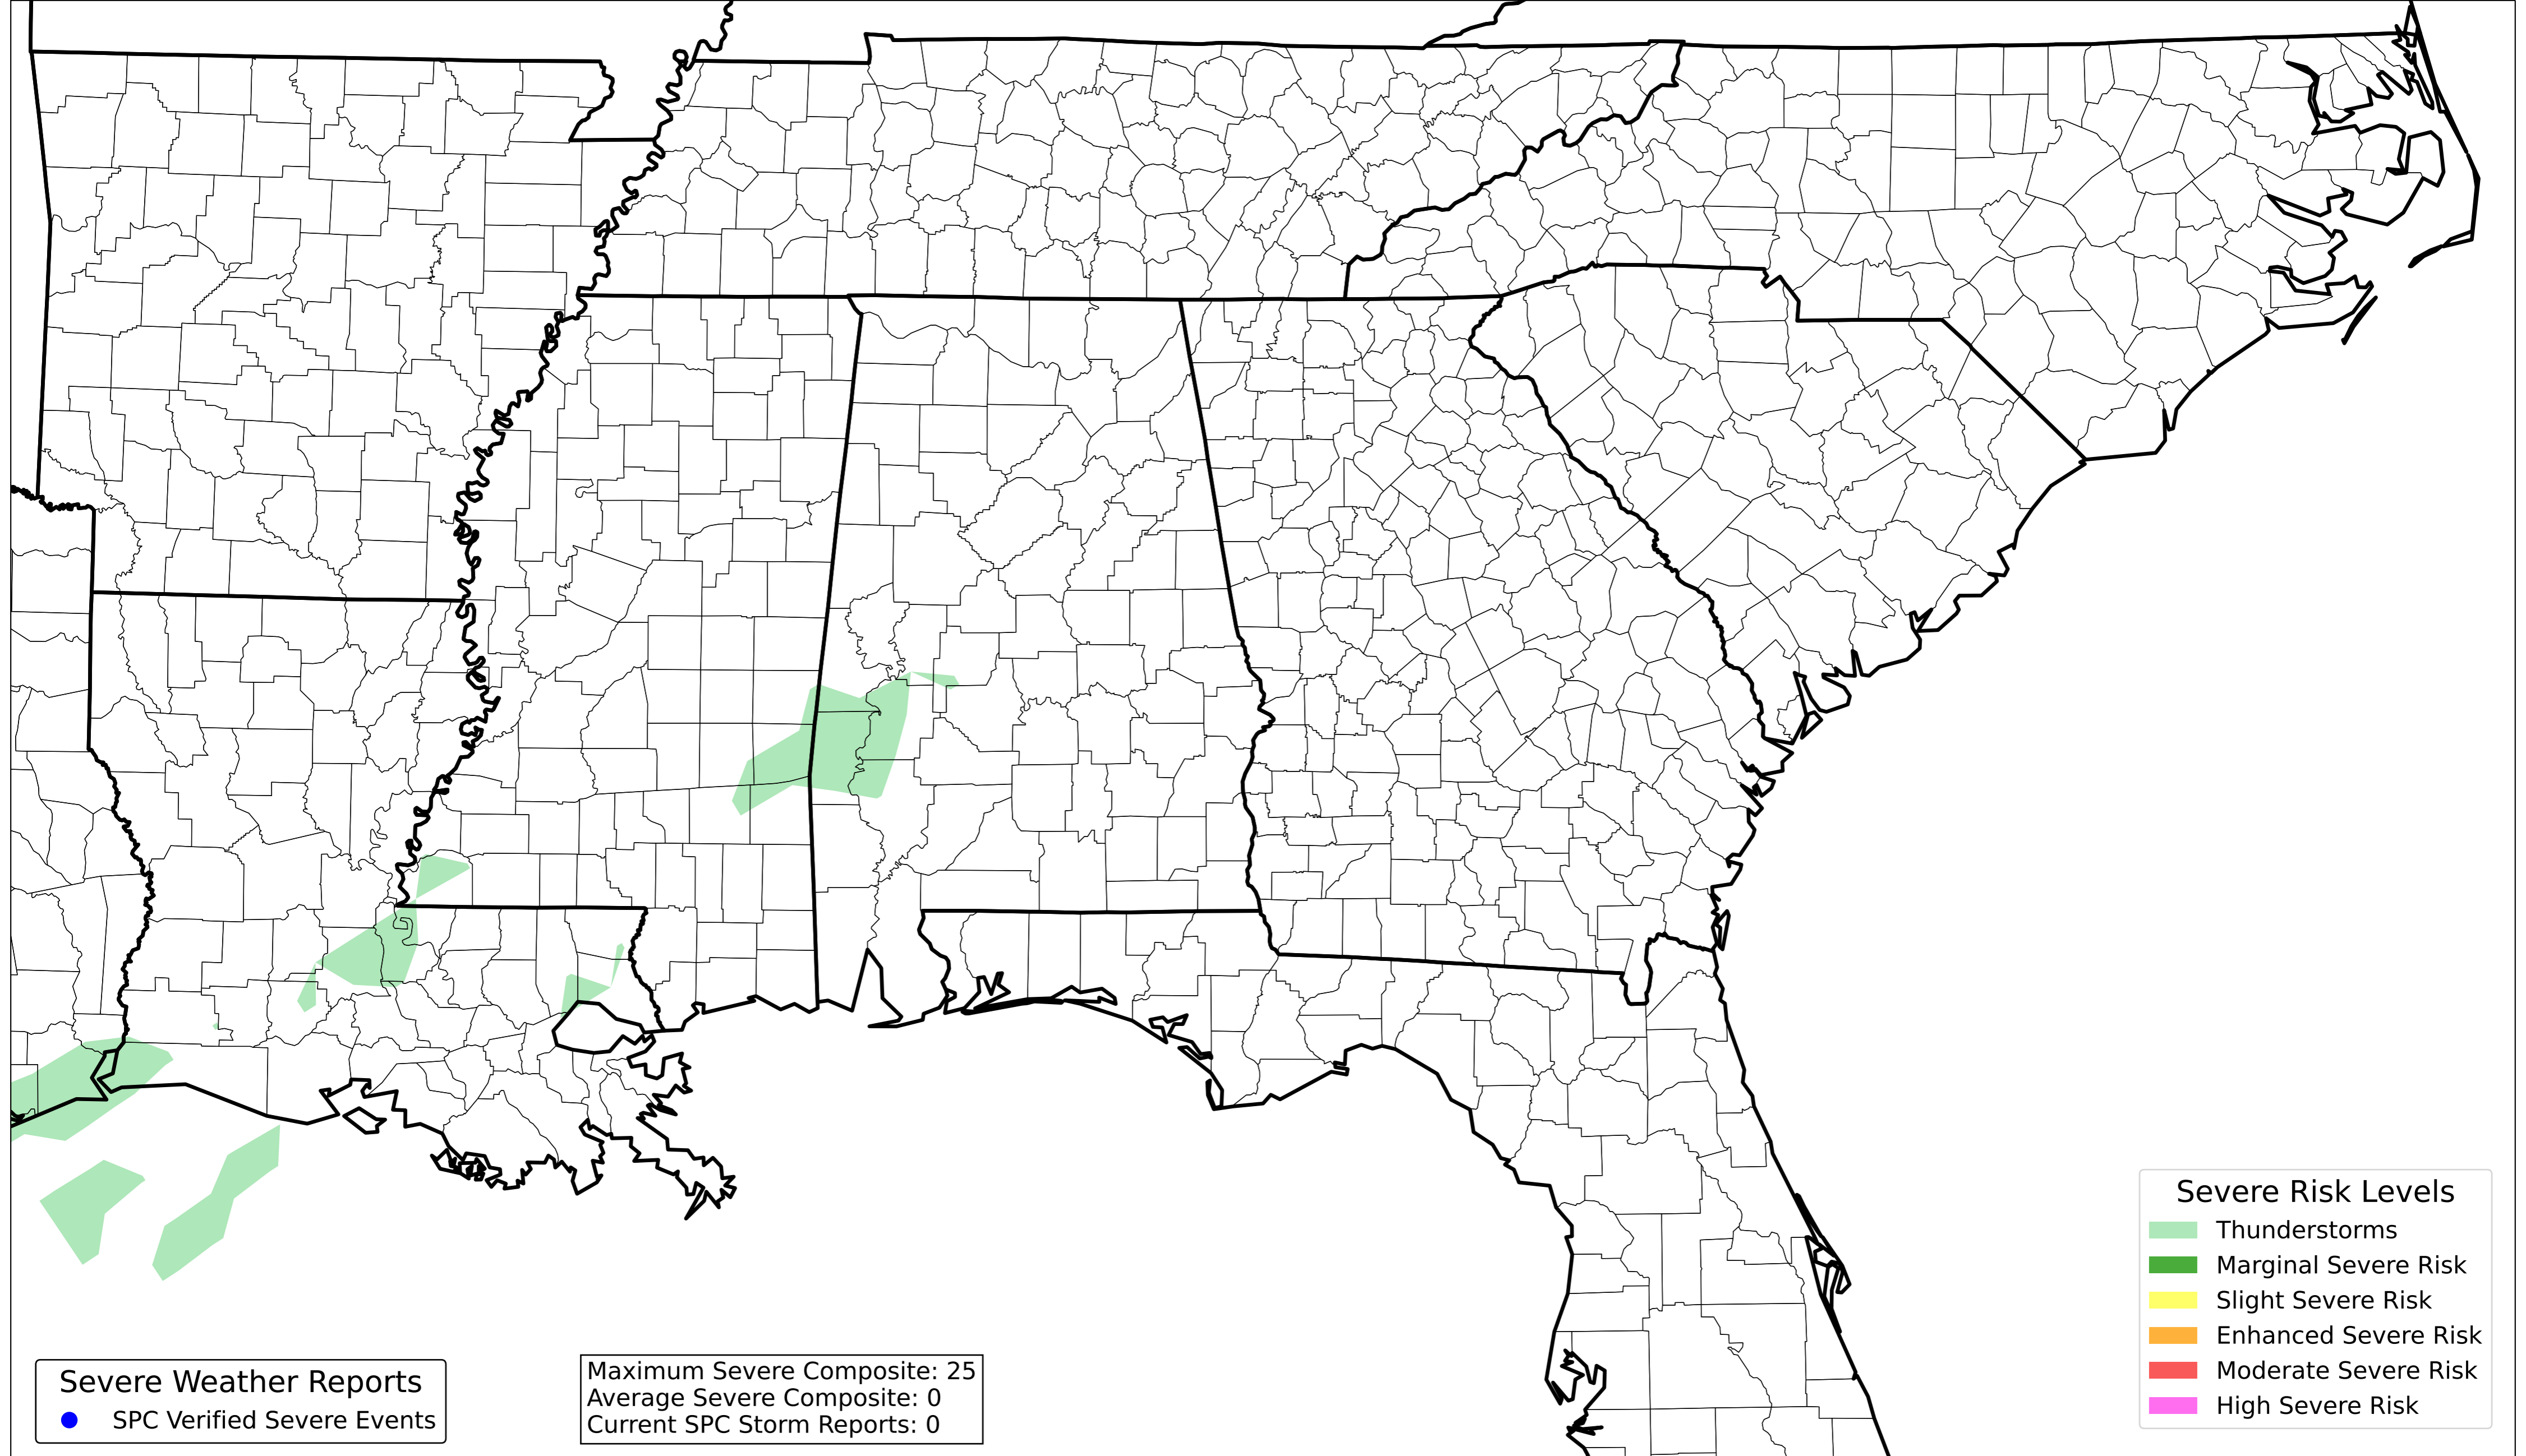 Severe Risk Levels
Thunderstorms
Marginal Severe Risk
Slight Severe Risk
Enhanced Severe Risk
Moderate Severe Risk
High Severe Risk
Severe Weather Reports
SPC Verified Severe Events
Maximum Severe Composite: 25
Average Severe Composite: 0
Current SPC Storm Reports: 0